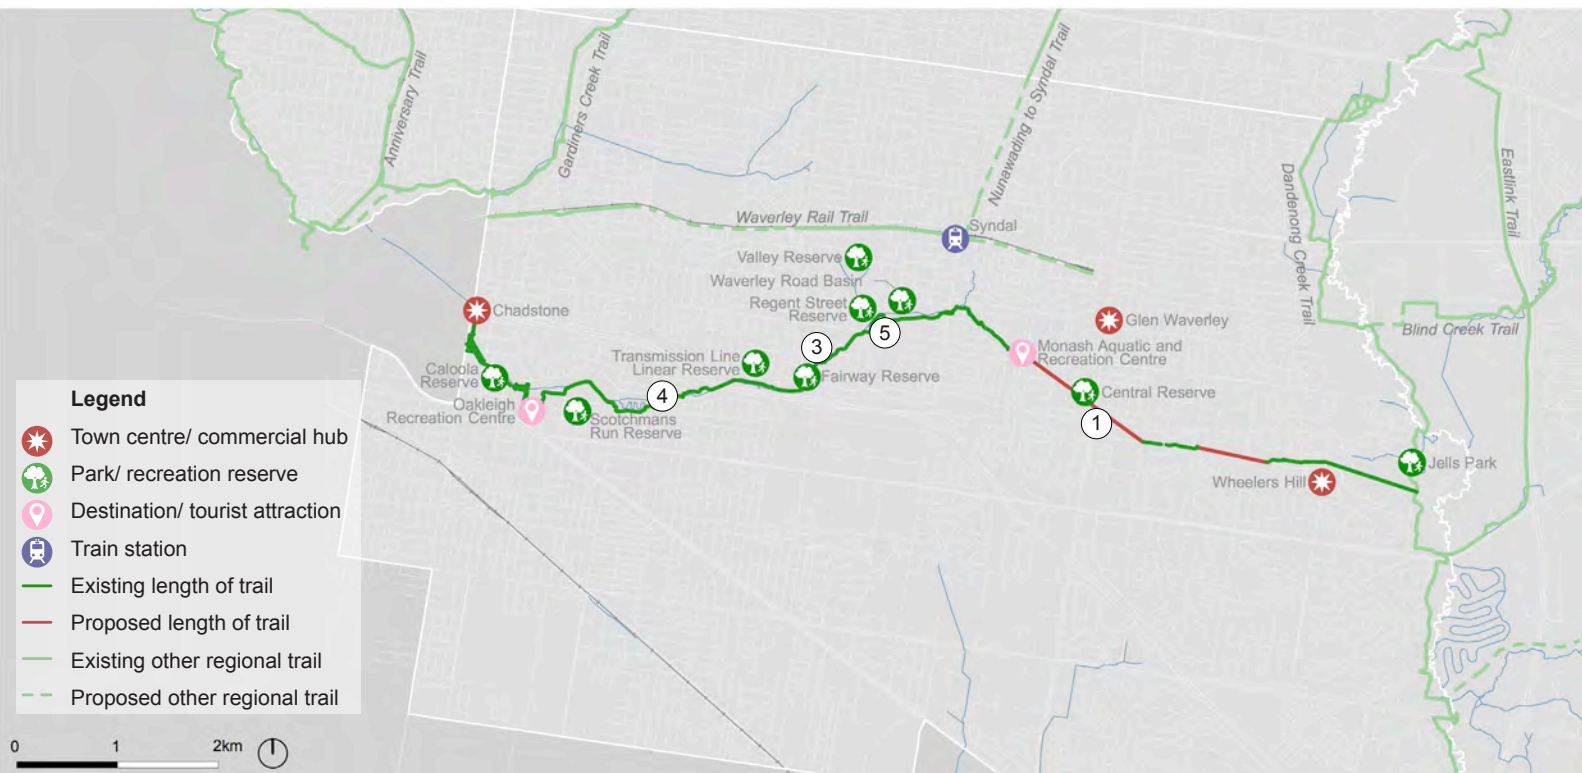 Anniversary Trail
Gardiners Creek Trail
Nunawading to Syndal Trail
Waverley Rail Trail
Syndal
Dandenong Creek Trail
Eastlink Trail
Blind Creek Trail
Valley Reserve
Waverley Road Basin
Regent Street
Reserve
5
3
Chadstone
Glen Waverley
Monash Aquatic and
Recreation Centre
Transmission Line
Linear Reserve
Fairway Reserve
Caloola
Reserve
Central Reserve
4
Oakleigh
Recreation Centre
Scotchmans
Run Reserve
1
Jells Park
Wheelers Hill
Legend
Town centre/ commercial hub
Park/ recreation reserve
Destination/ tourist attraction
Train station
Existing length of trail
Proposed length of trail
Existing other regional trail
Proposed other regional trail
0 1 2km